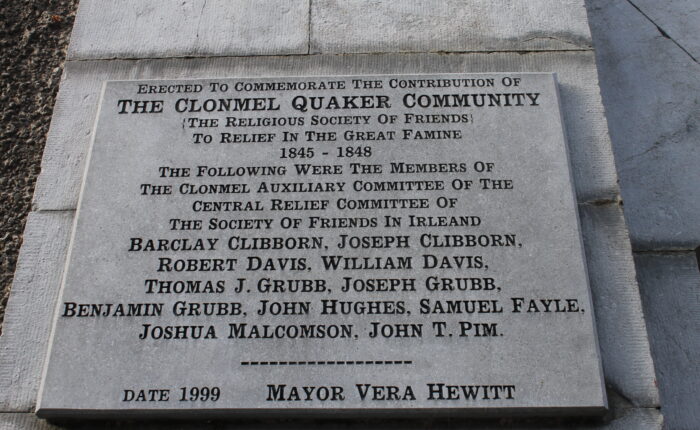 Erected To Commemorate The Contribution Of
The Clonmel Quaker Community
{The Religious Society of Friends}
To Relief In The Great Famine
1845 - 1848
The Following Were The Members Of
The Clonmel Auxiliary Committee Of The
Central Relief Committee Of
The Society Of Friends In Irleand
Barclay Clibborn, Joseph Clibborn,
Robert Davis, William Davis,
Thomas J. Grubb, Joseph Grubb,
Benjamin Grubb, John Hughes, Samuel Fayle,
Joshua Malcomson, John T. Pim.
-------------------
Date 1999 Mayor Vera Hewitt